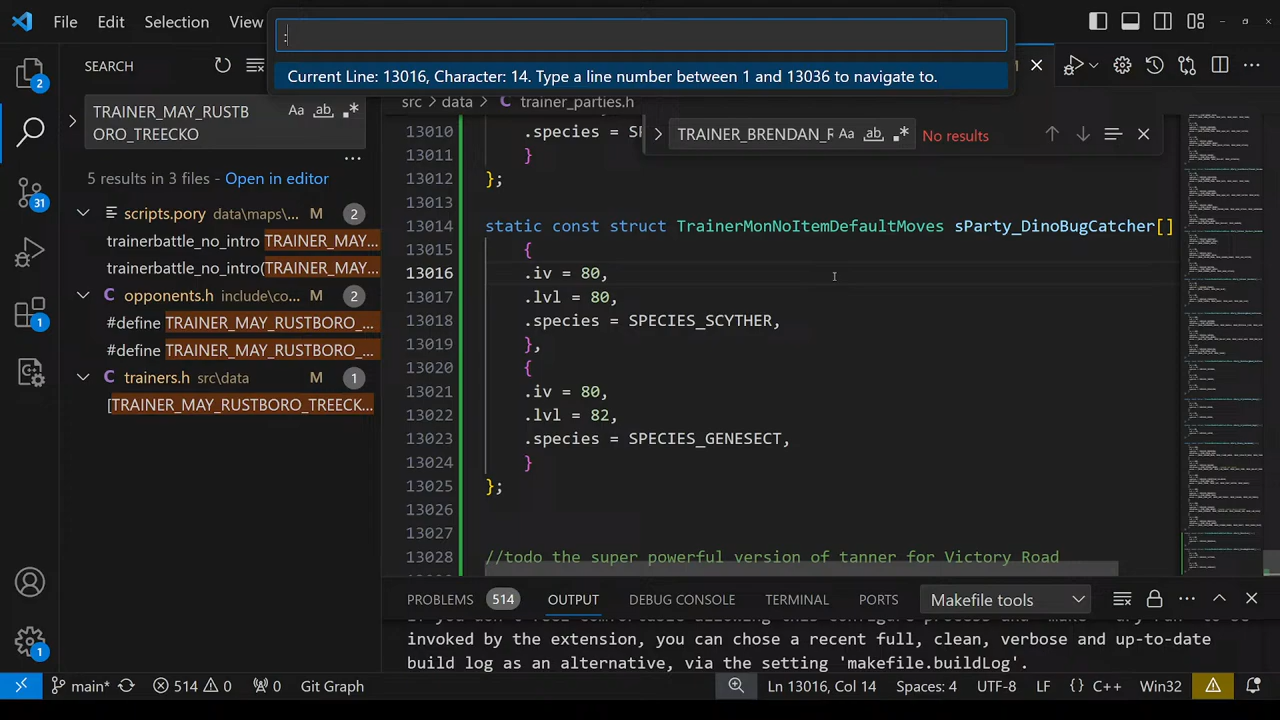 File Edit Selection View
:
Current Line: 13016, Character: 14. Type a line number between 1 and 13036 to navigate to.
2
SEARCH
TRAINER_MAY_RUSTB
ORO_TREECKO
Aa ab .*
5 results in 3 files - Open in editor
scripts.pory data\maps\... M 2
trainerbattle_no_intro TRAINER_MAY...
trainerbattle_no_intro(TRAINER_MAY...
opponents.h include\co... M 2
#define TRAINER_MAY_RUSTBORO_...
#define TRAINER_MAY_RUSTBORO_...
trainers.h src\data M 1
[TRAINER_MAY_RUSTBORO_TREECK...
31
1
1
src > data > C trainer_parties.h
TRAINER_BRENDAN_R Aa ab .* No results
13010 .species = SP
13011 }
13012 };
13013
13014 static const struct TrainerMonNoItemDefaultMoves sParty_DinoBugCatcher[]
13015 {
13016 .iv = 80,
13017 .lvl = 80,
13018 .species = SPECIES_SCYTHER,
13019 },
13020 {
13021 .iv = 80,
13022 .lvl = 82,
13023 .species = SPECIES_GENESECT,
13024 }
13025 };
13026
13027
13028 //todo the super powerful version of tanner for Victory Road
PROBLEMS 514 OUTPUT DEBUG CONSOLE TERMINAL PORTS Makefile tools
invoked by the extension, you can chose a recent full, clean, verbose and up-to-date
build log as an alternative, via the setting 'makefile.buildLog'.
main* 514 0 0 Git Graph Ln 13016, Col 14 Spaces: 4 UTF-8 LF {} C++ Win32